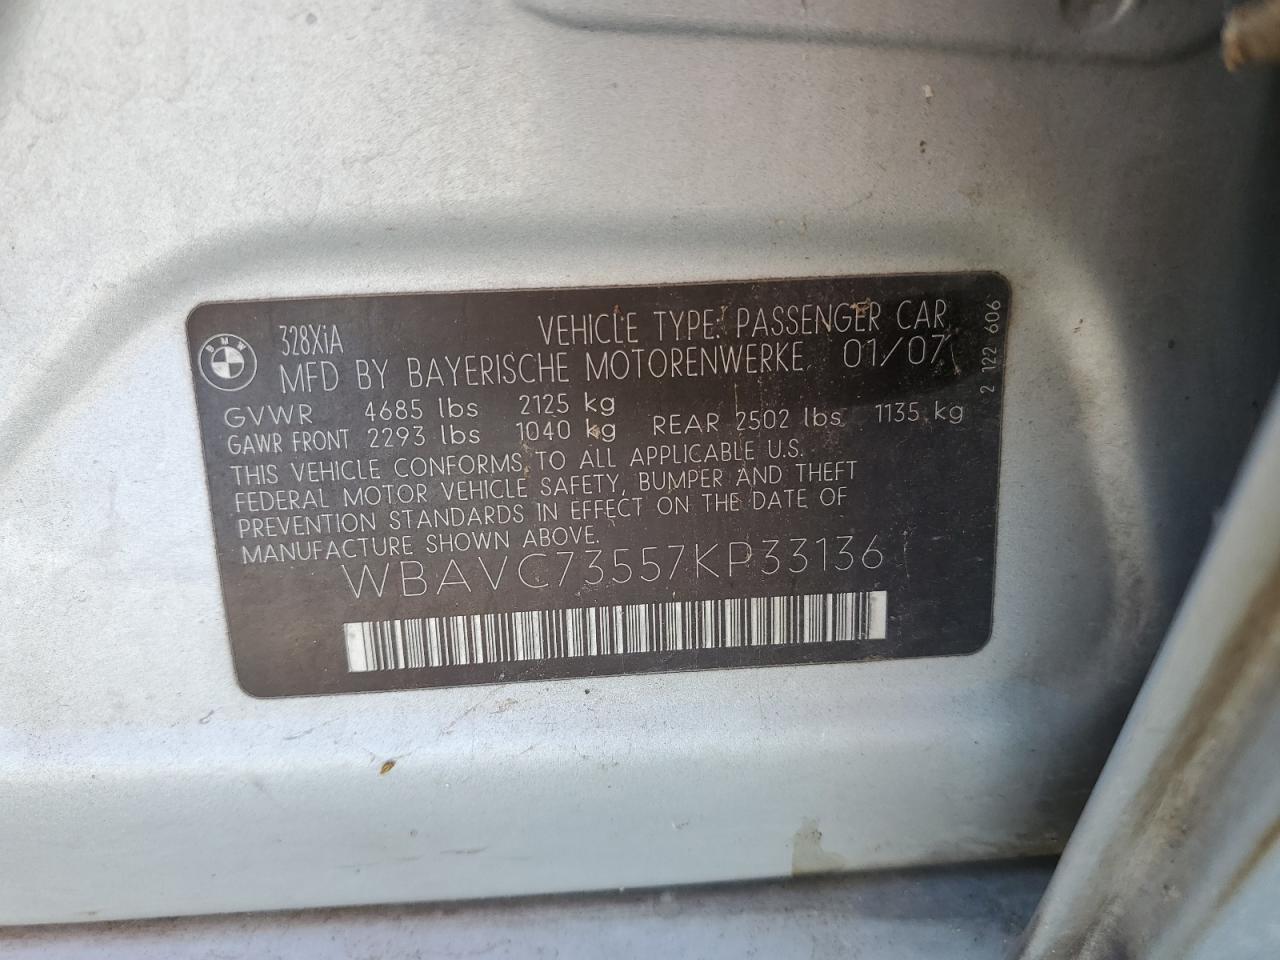 BMW
328XiA VEHICLE TYPE: PASSENGER CAR
MFD BY BAYERISCHE MOTORENWERKE 01/07
GVWR 4685 lbs 2125 kg
GAWR FRONT 2293 lbs 1040 kg REAR 2502 lbs 1135 kg
THIS VEHICLE CONFORMS TO ALL APPLICABLE U.S.
FEDERAL MOTOR VEHICLE SAFETY, BUMPER AND THEFT
PREVENTION STANDARDS IN EFFECT ON THE DATE OF
MANUFACTURE SHOWN ABOVE.
WBAVC73557KP33136
2 122 606